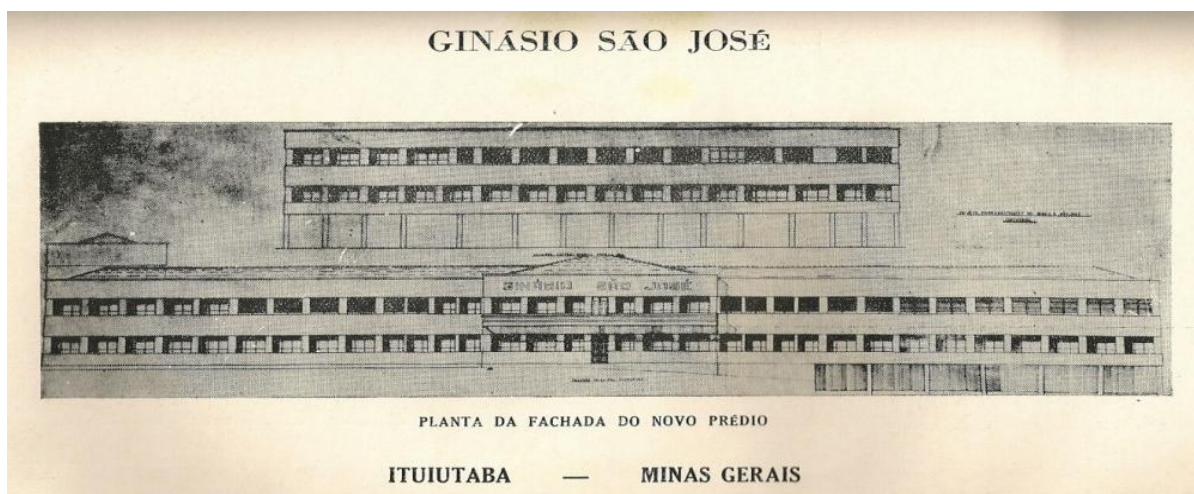 GINÁSIO SÃO JOSÉ
GINÁSIO SÃO JOSÉ
PLANTA DA FACHADA DO NOVO PRÉDIO
ITUIUTABA — MINAS GERAIS